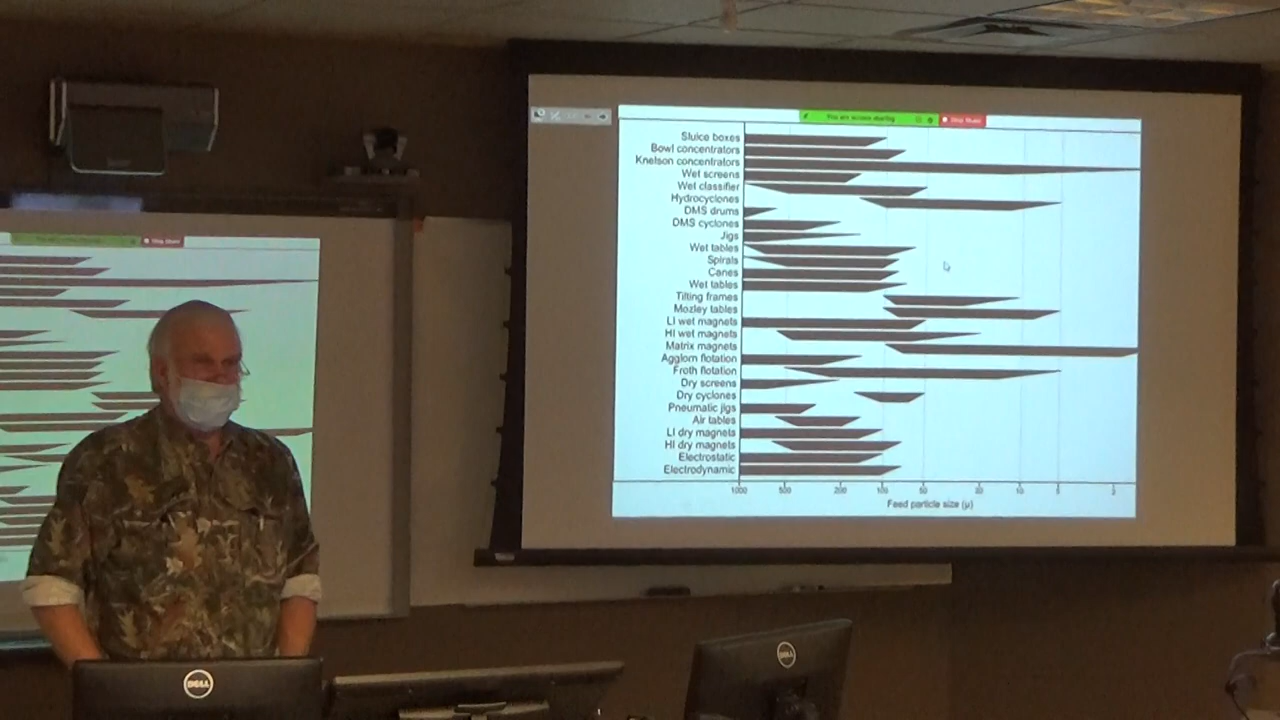 You are screen sharing
Stop Share
Sluice boxes
Bowl concentrators
Knelson concentrators
Wet screens
Wet classifier
Hydrocyclones
DMS drums
DMS cyclones
Jigs
Wet tables
Spirals
Canes
Wet tables
Tilting frames
Mozley tables
LI wet magnets
HI wet magnets
Matrix magnets
Agglom flotation
Froth flotation
Dry screens
Dry cyclones
Pneumatic jigs
Air tables
LI dry magnets
HI dry magnets
Electrostatic
Electrodynamic
1000 500 200 100 50 20 10 5 2
Feed particle size (µ)
Stop Share
DELL
DELL